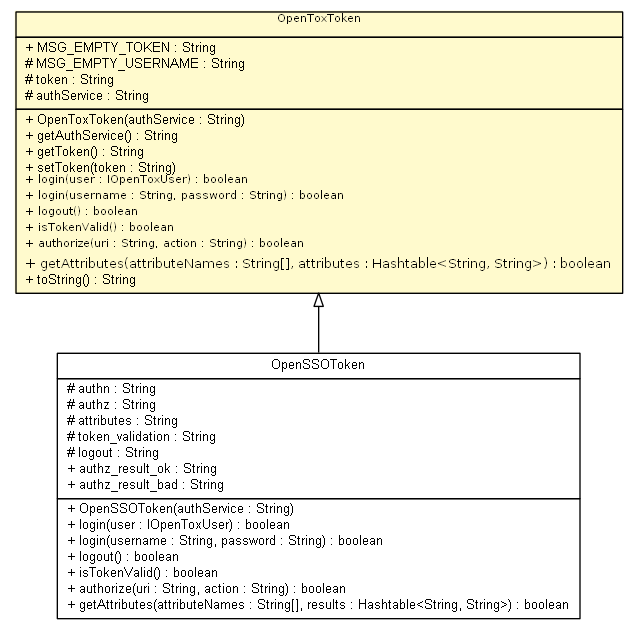 OpenToxToken
+ MSG_EMPTY_TOKEN : String
# MSG_EMPTY_USERNAME : String
# token : String
# authService : String
+ OpenToxToken(authService : String)
+ getAuthService() : String
+ getToken() : String
+ setToken(token : String)
+ login(user : IOpenToxUser) : boolean
+ login(username : String, password : String) : boolean
+ logout() : boolean
+ isTokenValid() : boolean
+ authorize(uri : String, action : String) : boolean
+ getAttributes(attributeNames : String[], attributes : Hashtable<String, String>) : boolean
+ toString() : String
OpenSSOToken
# authn : String
# authz : String
# attributes : String
# token_validation : String
# logout : String
+ authz_result_ok : String
+ authz_result_bad : String
+ OpenSSOToken(authService : String)
+ login(user : IOpenToxUser) : boolean
+ login(username : String, password : String) : boolean
+ logout() : boolean
+ isTokenValid() : boolean
+ authorize(uri : String, action : String) : boolean
+ getAttributes(attributeNames : String[], results : Hashtable<String, String>) : boolean